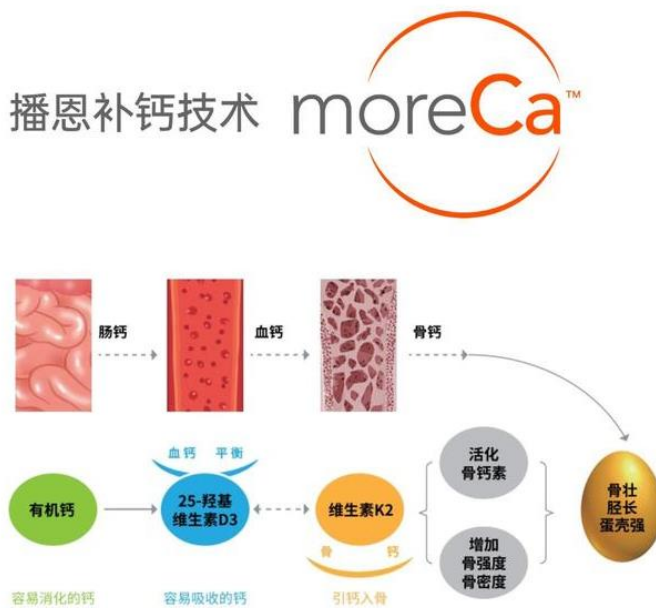 播恩补钙技术 moreCa™
肠钙
血钙
骨钙
血钙 平衡
有机钙
25-羟基
维生素D3
维生素K2
骨 钙
活化
骨钙素
增加
骨强度
骨密度
骨壮
胫长
蛋壳强
容易消化的钙
容易吸收的钙
引钙入骨